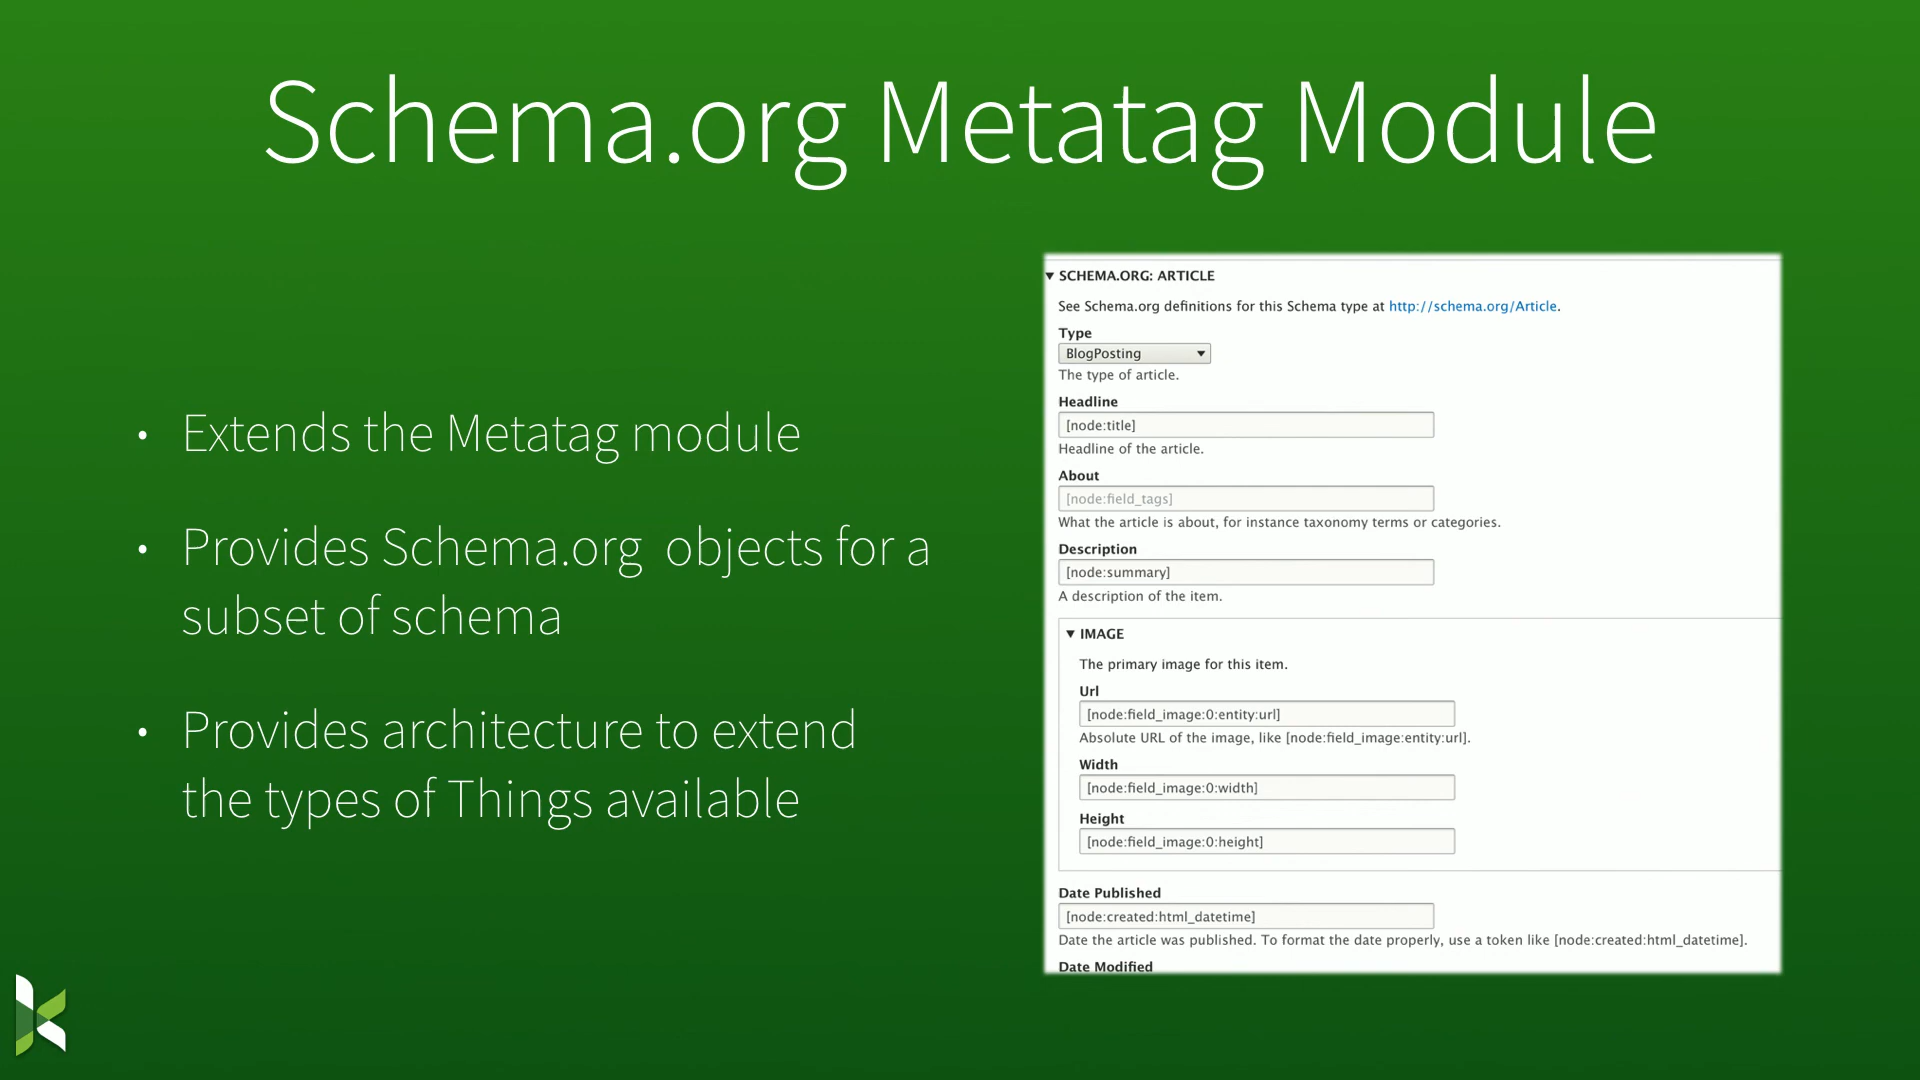 Schema.org Metatag Module
• Extends the Metatag module
• Provides Schema.org  objects for a
subset of schema
• Provides architecture to extend
the types of Things available
SCHEMA.ORG: ARTICLE
See Schema.org definitions for this Schema type at http://schema.org/Article.
Type
BlogPosting
The type of article.
Headline
[node:title]
Headline of the article.
About
[node:field_tags]
What the article is about, for instance taxonomy terms or categories.
Description
[node:summary]
A description of the item.
IMAGE
The primary image for this item.
Url
[node:field_image:0:entity:url]
Absolute URL of the image, like [node:field_image:entity:url].
Width
[node:field_image:0:width]
Height
[node:field_image:0:height]
Date Published
[node:created:html_datetime]
Date the article was published. To format the date properly, use a token like [node:created:html_datetime].
Date Modified